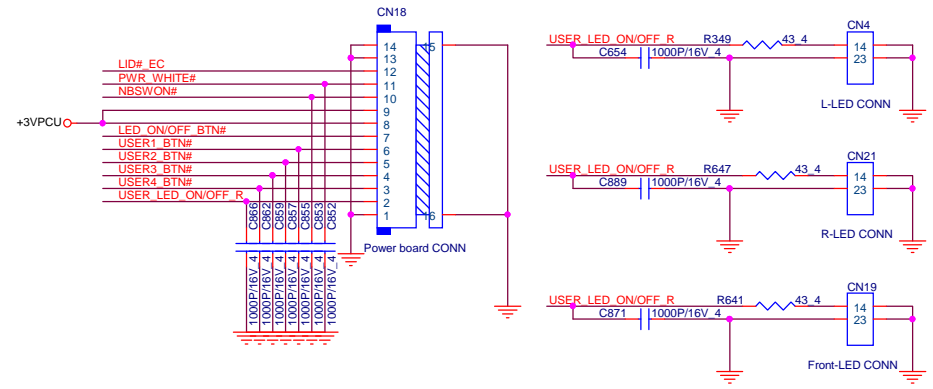 CN18
14
15
13
LID#_EC
12
PWR_WHITE#
11
NBSWON#
10
9
+3VPCU
8
LED_ON/OFF_BTN#
7
USER1_BTN#
6
USER2_BTN#
5
USER3_BTN#
4
USER4_BTN#
3
USER_LED_ON/OFF_R
2
1
16
Power board CONN
C866
C862
C859
C857
C855
C853
C852
1000P/16V_4
1000P/16V_4
1000P/16V_4
1000P/16V_4
1000P/16V_4
1000P/16V_4
1000P/16V_4
CN4
USER_LED_ON/OFF_R
R349
43_4
14
C654
1000P/16V_4
23
L-LED CONN
CN21
USER_LED_ON/OFF_R
R647
43_4
14
C889
1000P/16V_4
23
R-LED CONN
CN19
USER_LED_ON/OFF_R
R641
43_4
14
C871
1000P/16V_4
23
Front-LED CONN